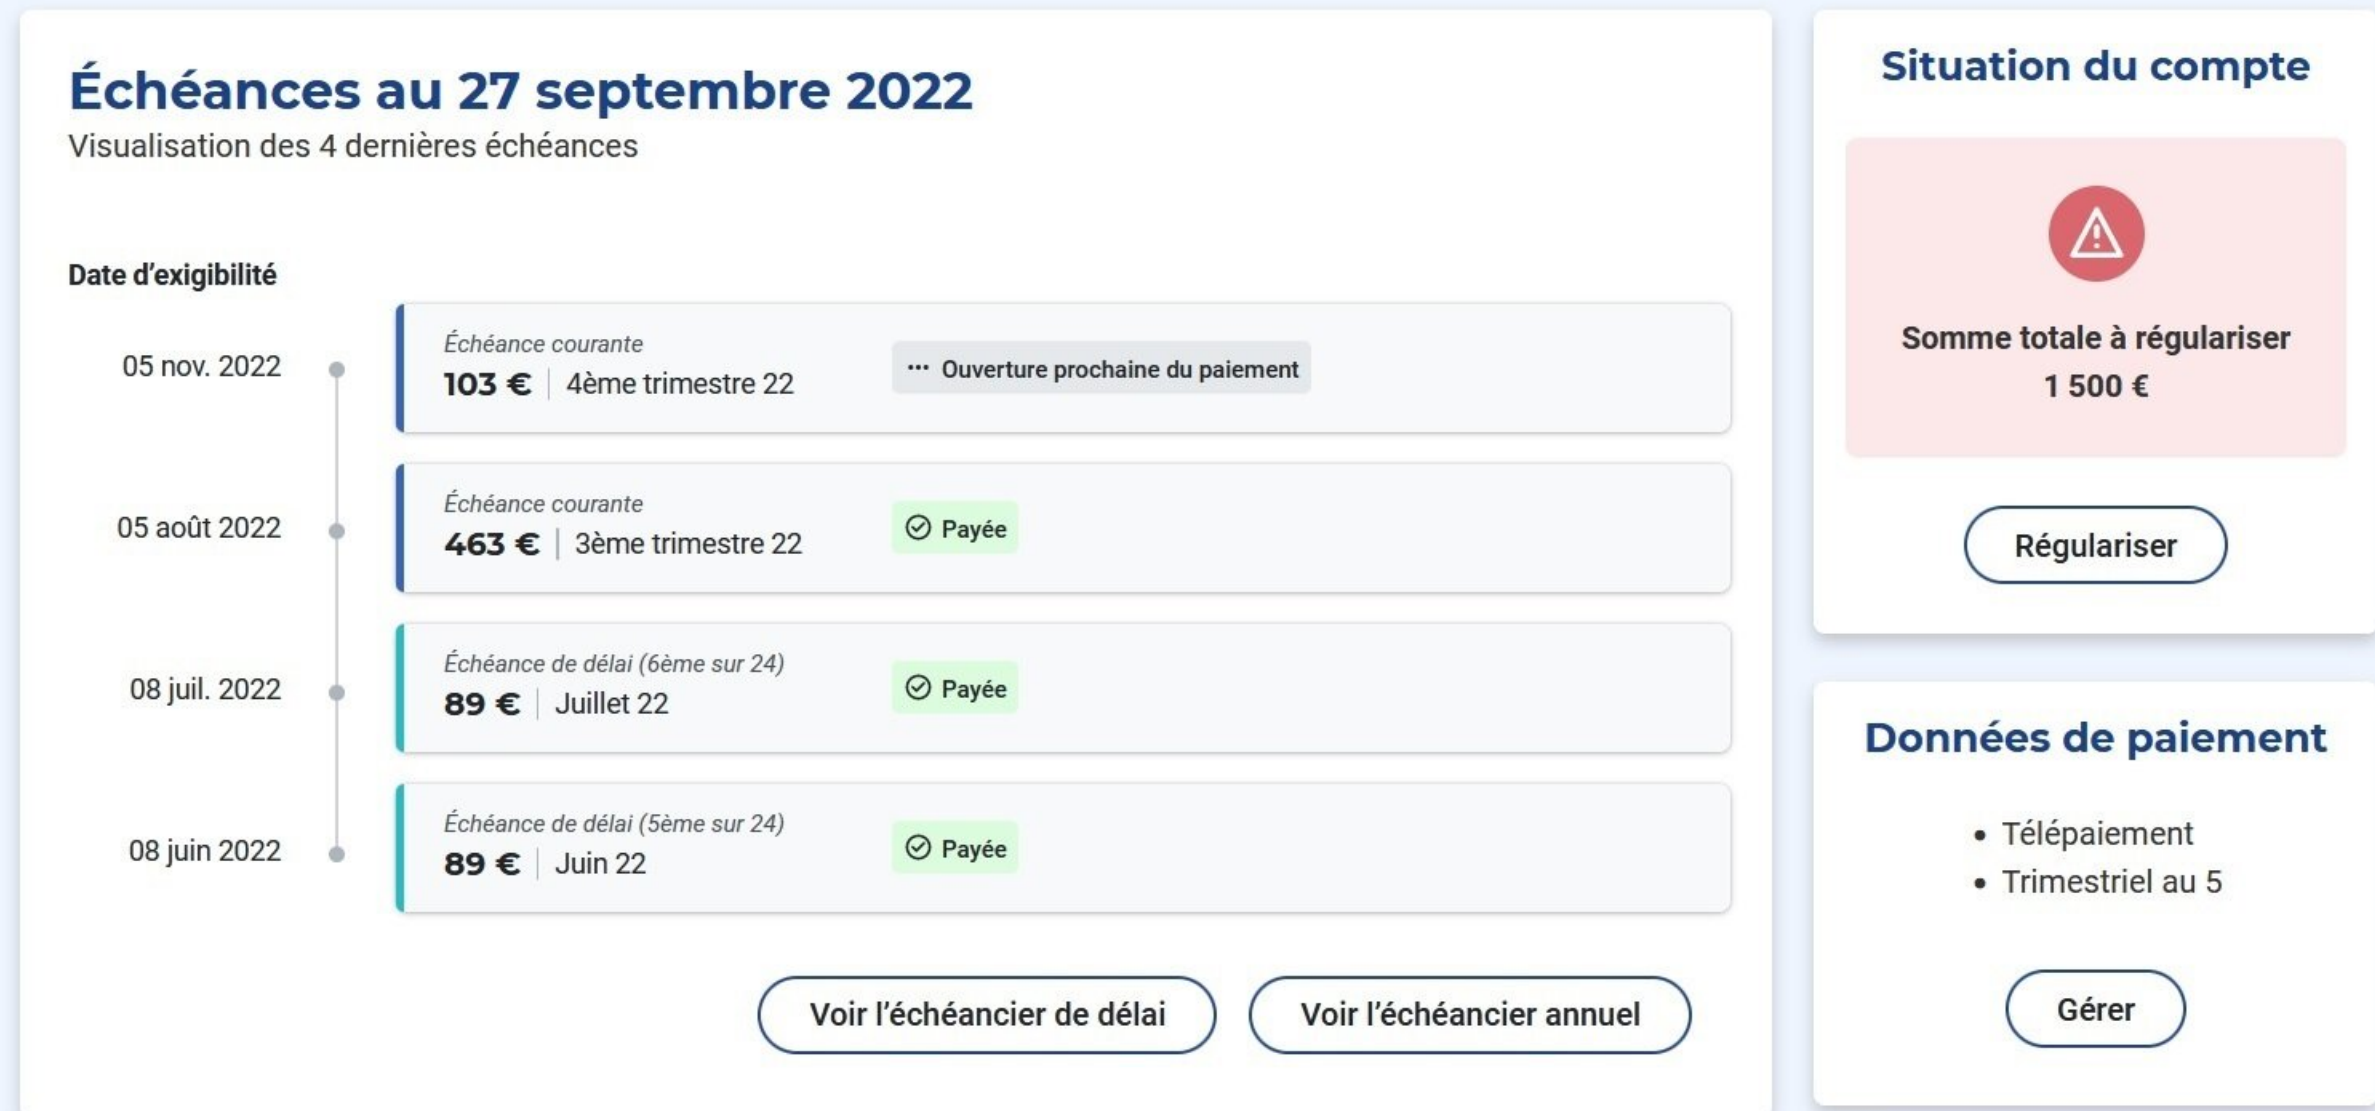 Échéances au 27 septembre 2022
Visualisation des 4 dernières échéances
Date d’exigibilité
05 nov. 2022
Échéance courante
103 € | 4ème trimestre 22
··· Ouverture prochaine du paiement
05 août 2022
Échéance courante
463 € | 3ème trimestre 22
Payée
08 juil. 2022
Échéance de délai (6ème sur 24)
89 € | Juillet 22
Payée
08 juin 2022
Échéance de délai (5ème sur 24)
89 € | Juin 22
Payée
Voir l’échéancier de délai
Voir l’échéancier annuel
Situation du compte
Somme totale à régulariser
1 500 €
Régulariser
Données de paiement
• Télépaiement
• Trimestriel au 5
Gérer